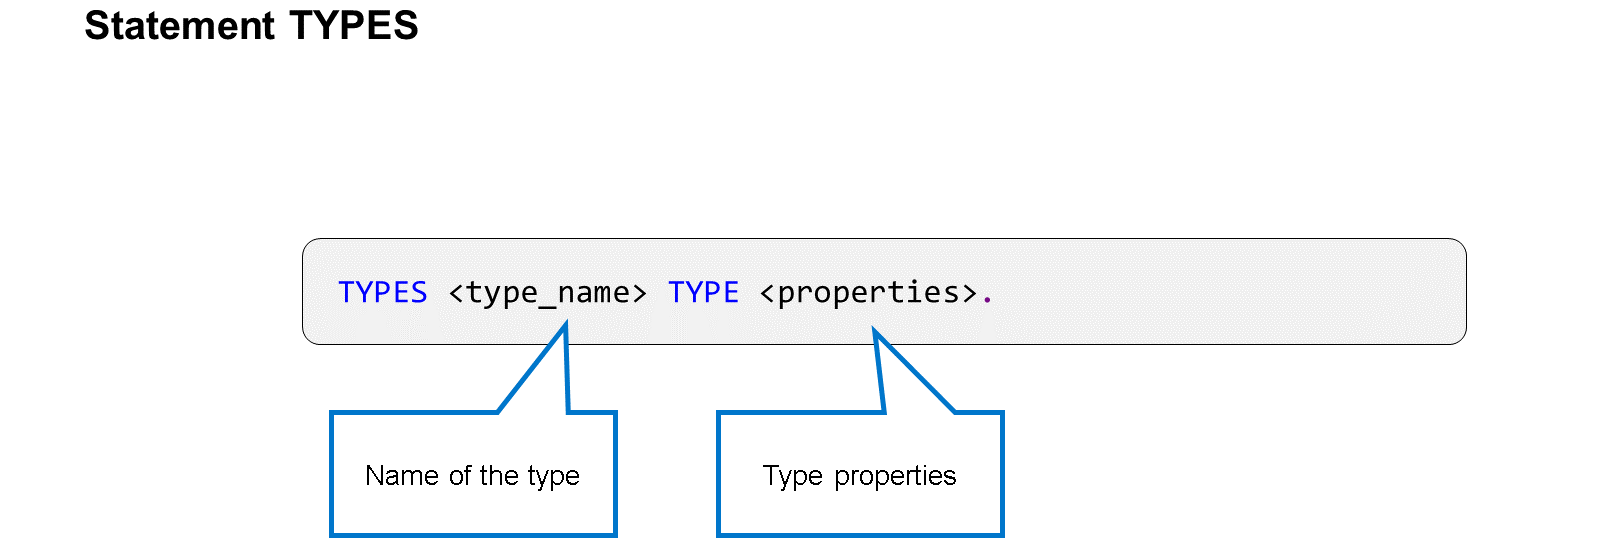 Statement TYPES
TYPES <type_name> TYPE <properties>.
Name of the type
Type properties